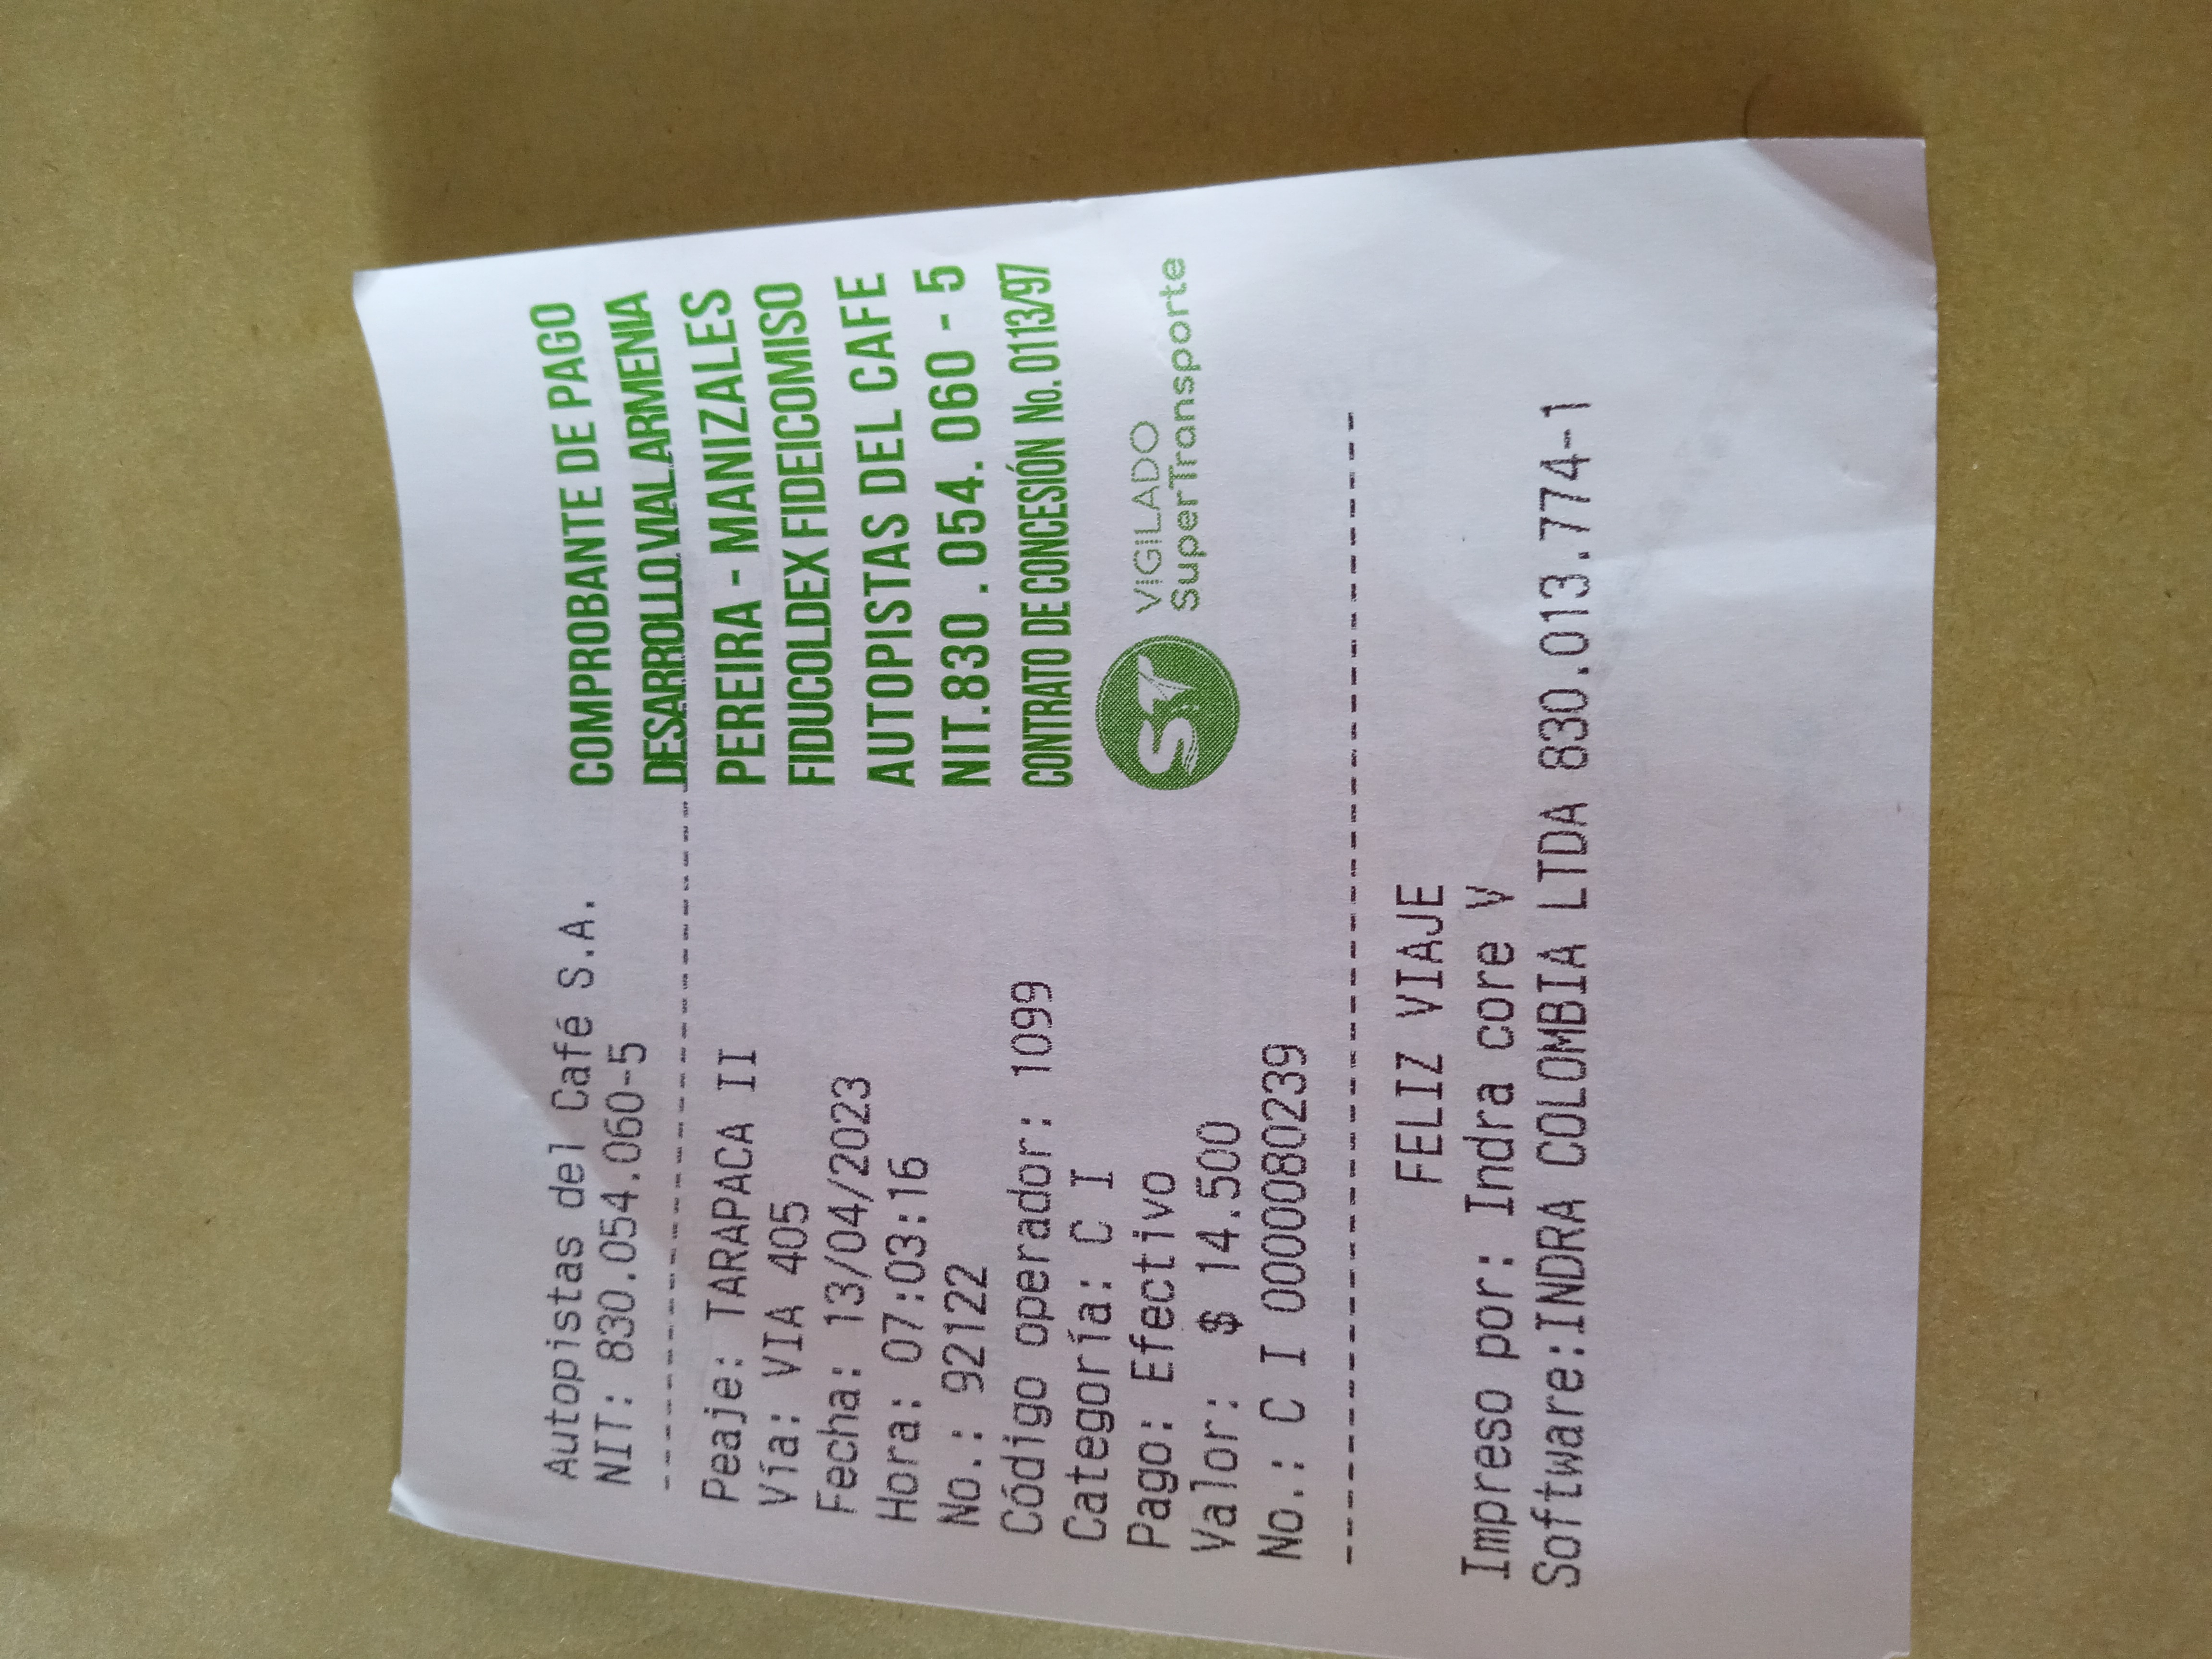 Autopistas del Café S.A.
NIT: 830.054.060-5
--------------------------------
Peaje: TARAPACA II
Vía: VIA 405
Fecha: 13/04/2023
Hora: 07:03:16
No.: 92122
Código operador: 1099
Categoría: C I
Pago: Efectivo
Valor: $ 14.500
No.: C I 0000080239
COMPROBANTE DE PAGO
DESARROLLO VIAL ARMENIA
PEREIRA - MANIZALES
FIDUCOLDEX FIDEICOMISO
AUTOPISTAS DEL CAFE
NIT.830.054.060 - 5
CONTRATO DE CONCESIÓN No. 0113/97
ST
VIGILADO
SuperTransporte
--------------------------------
FELIZ VIAJE
Impreso por: Indra core V
Software:INDRA COLOMBIA LTDA 830.013.774-1